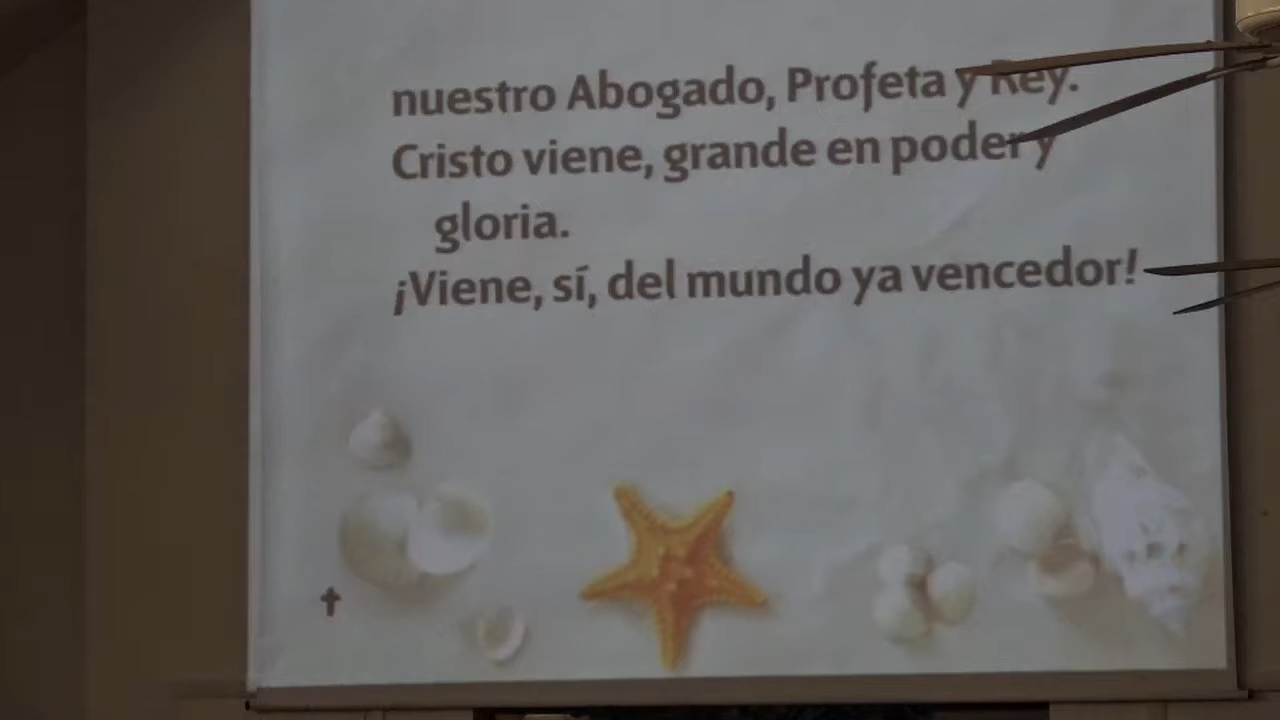 nuestro Abogado, Profeta y Rey.
Cristo viene, grande en poder y
gloria.
¡Viene, sí, del mundo ya vencedor!